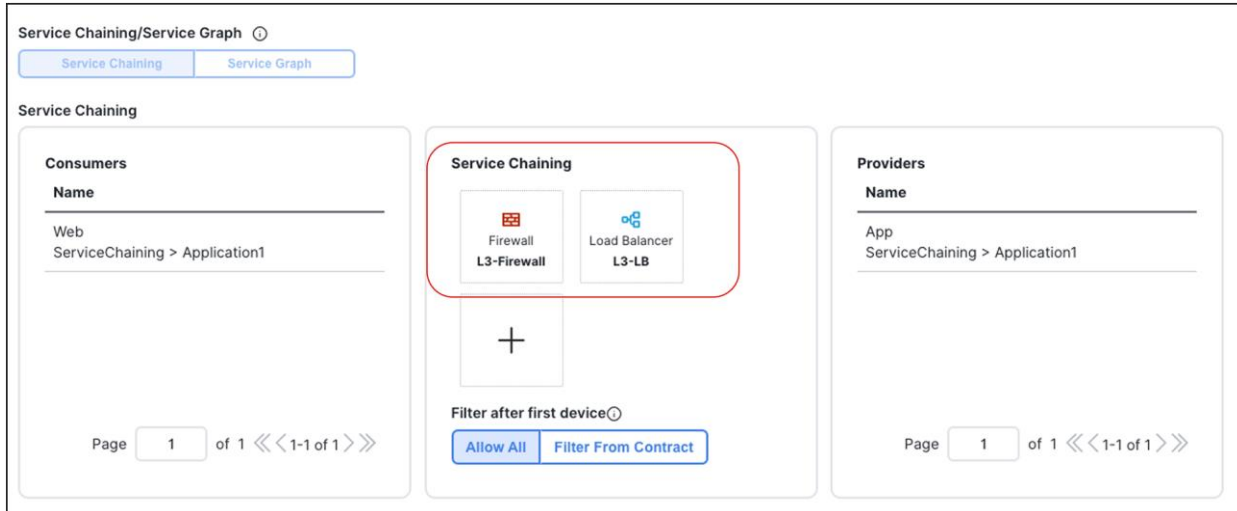 Service Chaining/Service Graph
Service Chaining
Service Graph
Service Chaining
Consumers
Name
Web
ServiceChaining > Application1
Page 1 of 1 1-1 of 1
Service Chaining
Firewall
L3-Firewall
Load Balancer
L3-LB
Filter after first device
Allow All
Filter From Contract
Providers
Name
App
ServiceChaining > Application1
Page 1 of 1 1-1 of 1